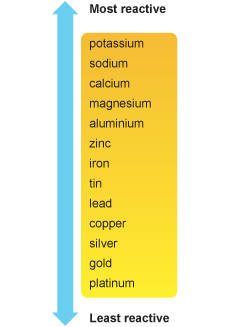 Most reactive
potassium
sodium
calcium
magnesium
aluminium
zinc
iron
tin
lead
copper
silver
gold
platinum
Least reactive